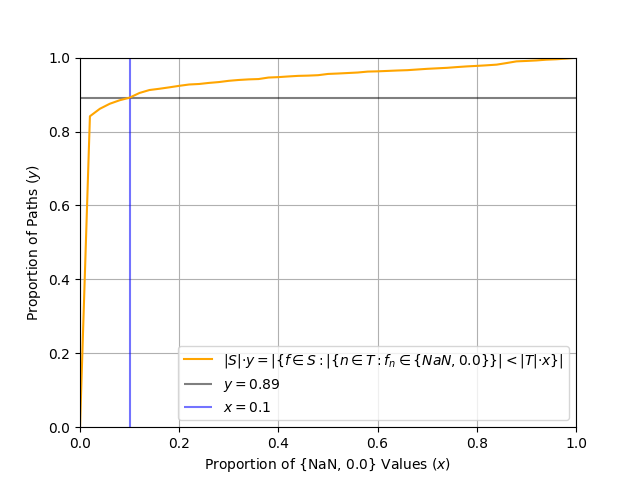 1.0
0.8
0.6
0.4
0.2
0.0
Proportion of Paths (y)
|S|·y = |{f ∈ S : |{n ∈ T : fₙ ∈ {NaN, 0.0}}| < |T|·x}|
y = 0.89
x = 0.1
0.0 0.2 0.4 0.6 0.8 1.0
Proportion of {NaN, 0.0} Values (x)